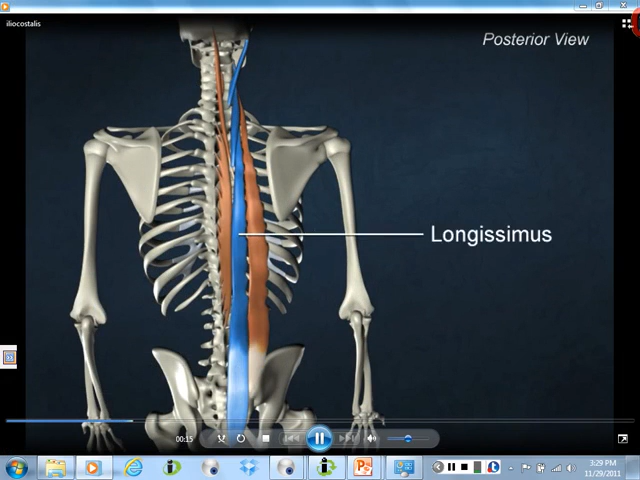 iliocostalis
Posterior View
Longissimus
00:15
3:29 PM
11/29/2011